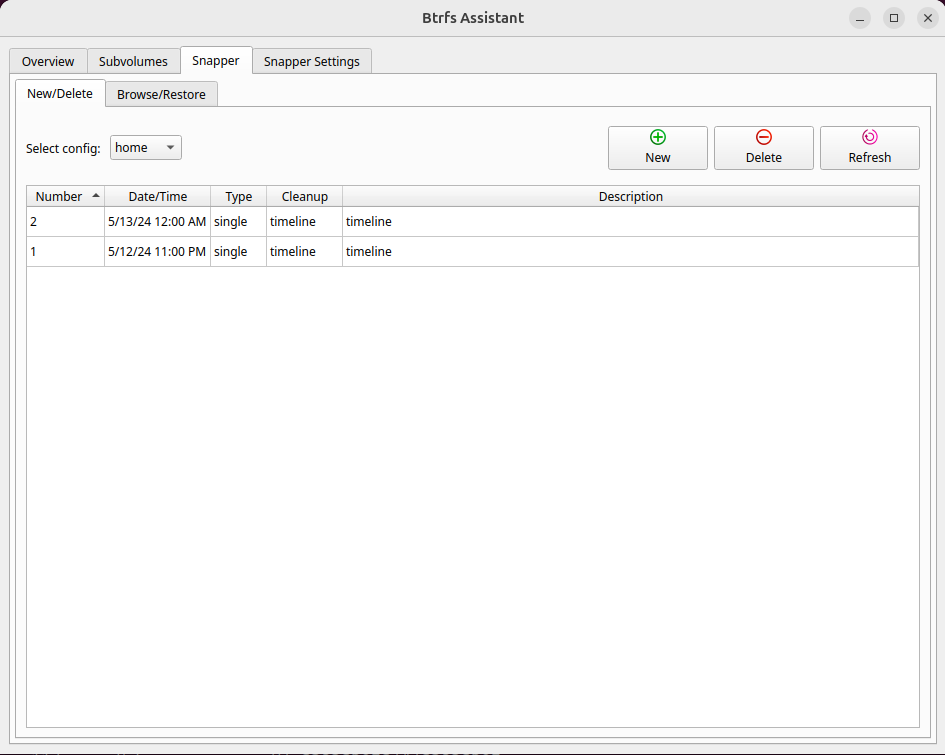 Btrfs Assistant
Overview Subvolumes Snapper Snapper Settings
New/Delete Browse/Restore
Select config: home New Delete Refresh
Number Date/Time Type Cleanup Description
2 5/13/24 12:00 AM single timeline timeline
1 5/12/24 11:00 PM single timeline timeline